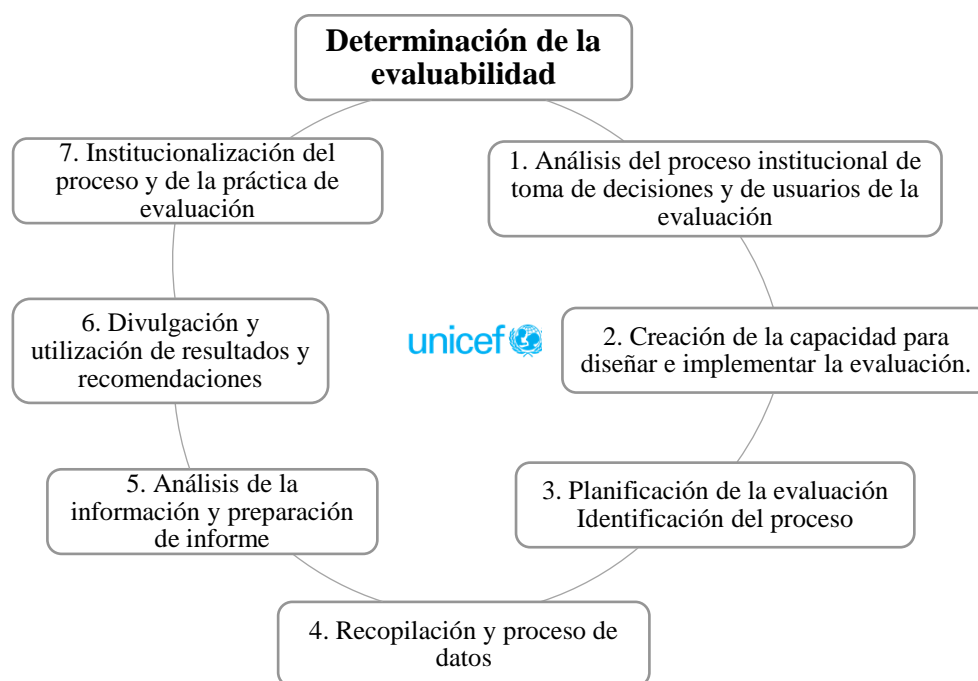 Determinación de la
evaluabilidad
1. Análisis del proceso institucional de
toma de decisiones y de usuarios de la
evaluación
2. Creación de la capacidad para
diseñar e implementar la evaluación.
3. Planificación de la evaluación
Identificación del proceso
4. Recopilación y proceso de
datos
5. Análisis de la
información y preparación
de informe
6. Divulgación y
utilización de resultados y
recomendaciones
7. Institucionalización del
proceso y de la práctica de
evaluación
unicef